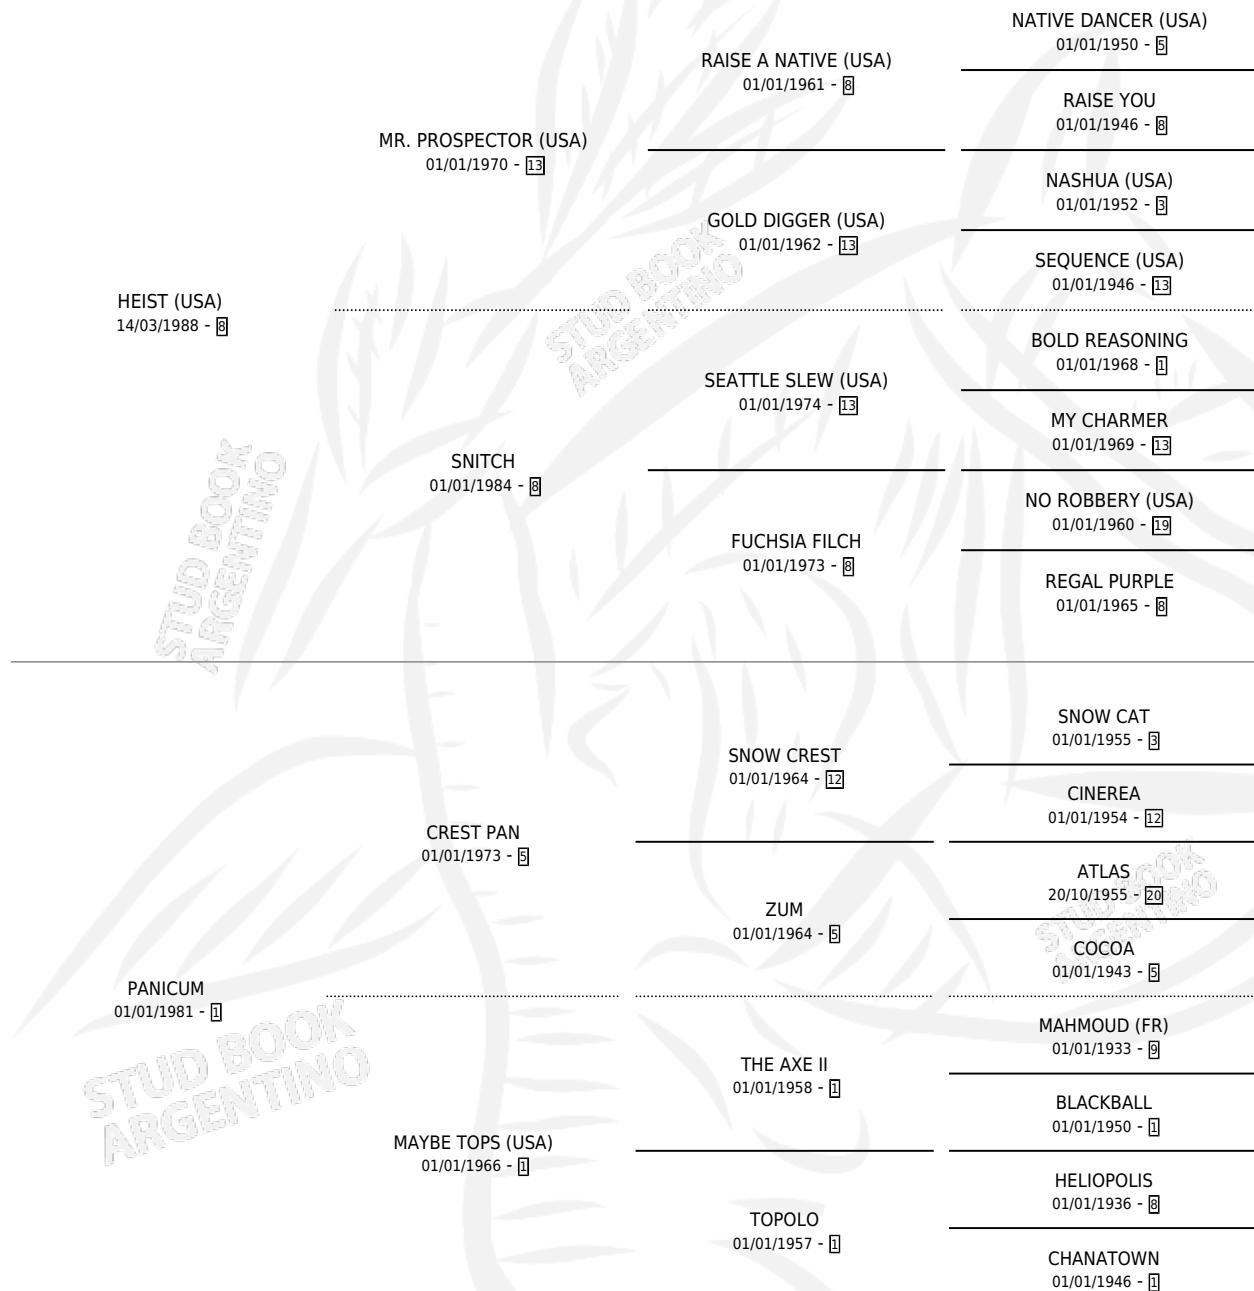 NATIVE DANCER (USA)
01/01/1950 - 5
RAISE A NATIVE (USA)
01/01/1961 - 8
RAISE YOU
01/01/1946 - 8
MR. PROSPECTOR (USA)
01/01/1970 - 13
NASHUA (USA)
01/01/1952 - 3
GOLD DIGGER (USA)
01/01/1962 - 13
SEQUENCE (USA)
01/01/1946 - 13
HEIST (USA)
14/03/1988 - 8
BOLD REASONING
01/01/1968 - 1
SEATTLE SLEW (USA)
01/01/1974 - 13
MY CHARMER
01/01/1969 - 13
SNITCH
01/01/1984 - 8
NO ROBBERY (USA)
01/01/1960 - 19
FUCHSIA FILCH
01/01/1973 - 8
REGAL PURPLE
01/01/1965 - 8
SNOW CAT
01/01/1955 - 3
SNOW CREST
01/01/1964 - 12
CINEREA
01/01/1954 - 12
CREST PAN
01/01/1973 - 5
ATLAS
20/10/1955 - 20
ZUM
01/01/1964 - 5
COCOA
01/01/1943 - 5
PANICUM
01/01/1981 - 1
MAHMOUD (FR)
01/01/1933 - 9
THE AXE II
01/01/1958 - 1
BLACKBALL
01/01/1950 - 1
MAYBE TOPS (USA)
01/01/1966 - 1
HELIOPOLIS
01/01/1936 - 8
TOPOLO
01/01/1957 - 1
CHANATOWN
01/01/1946 - 1
STUD BOOK
ARGENTINO
STUD BOOK
ARGENTINO
STUD BOOK
ARGENTINO
STUD BOOK
ARGENTINO